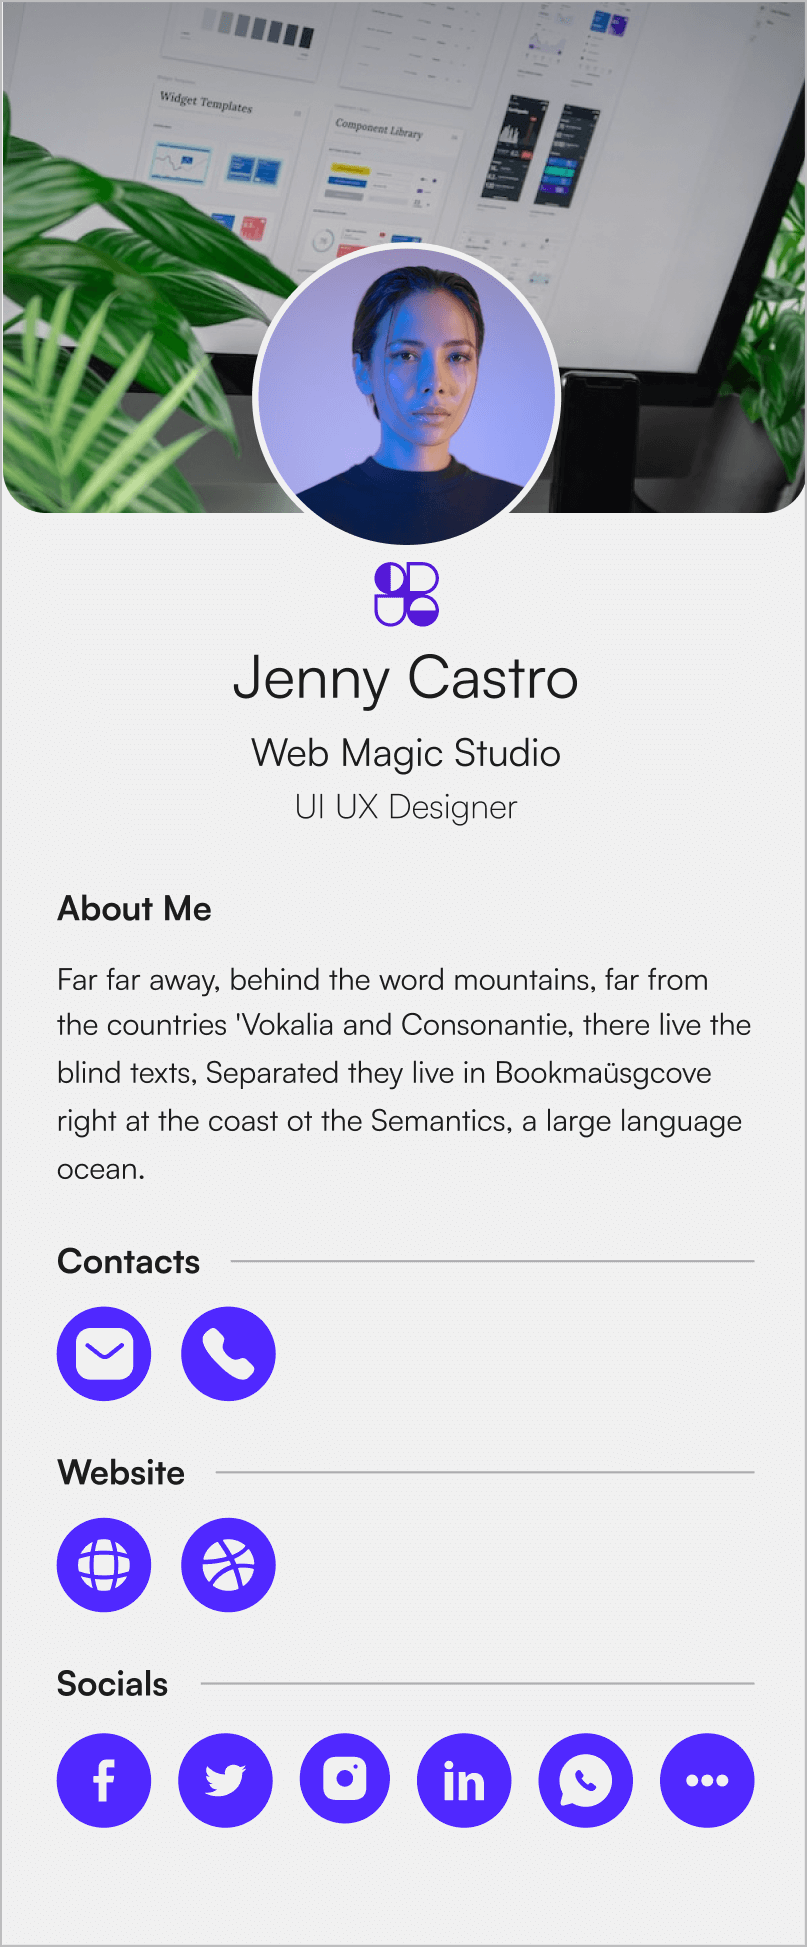 Widget Templates
Component Library
Jenny Castro
Web Magic Studio
UI UX Designer
About Me
Far far away, behind the word mountains, far from
the countries 'Vokalia and Consonantie, there live the
blind texts, Separated they live in Bookmaüsgcove
right at the coast ot the Semantics, a large language
ocean.
Contacts
Website
Socials
in